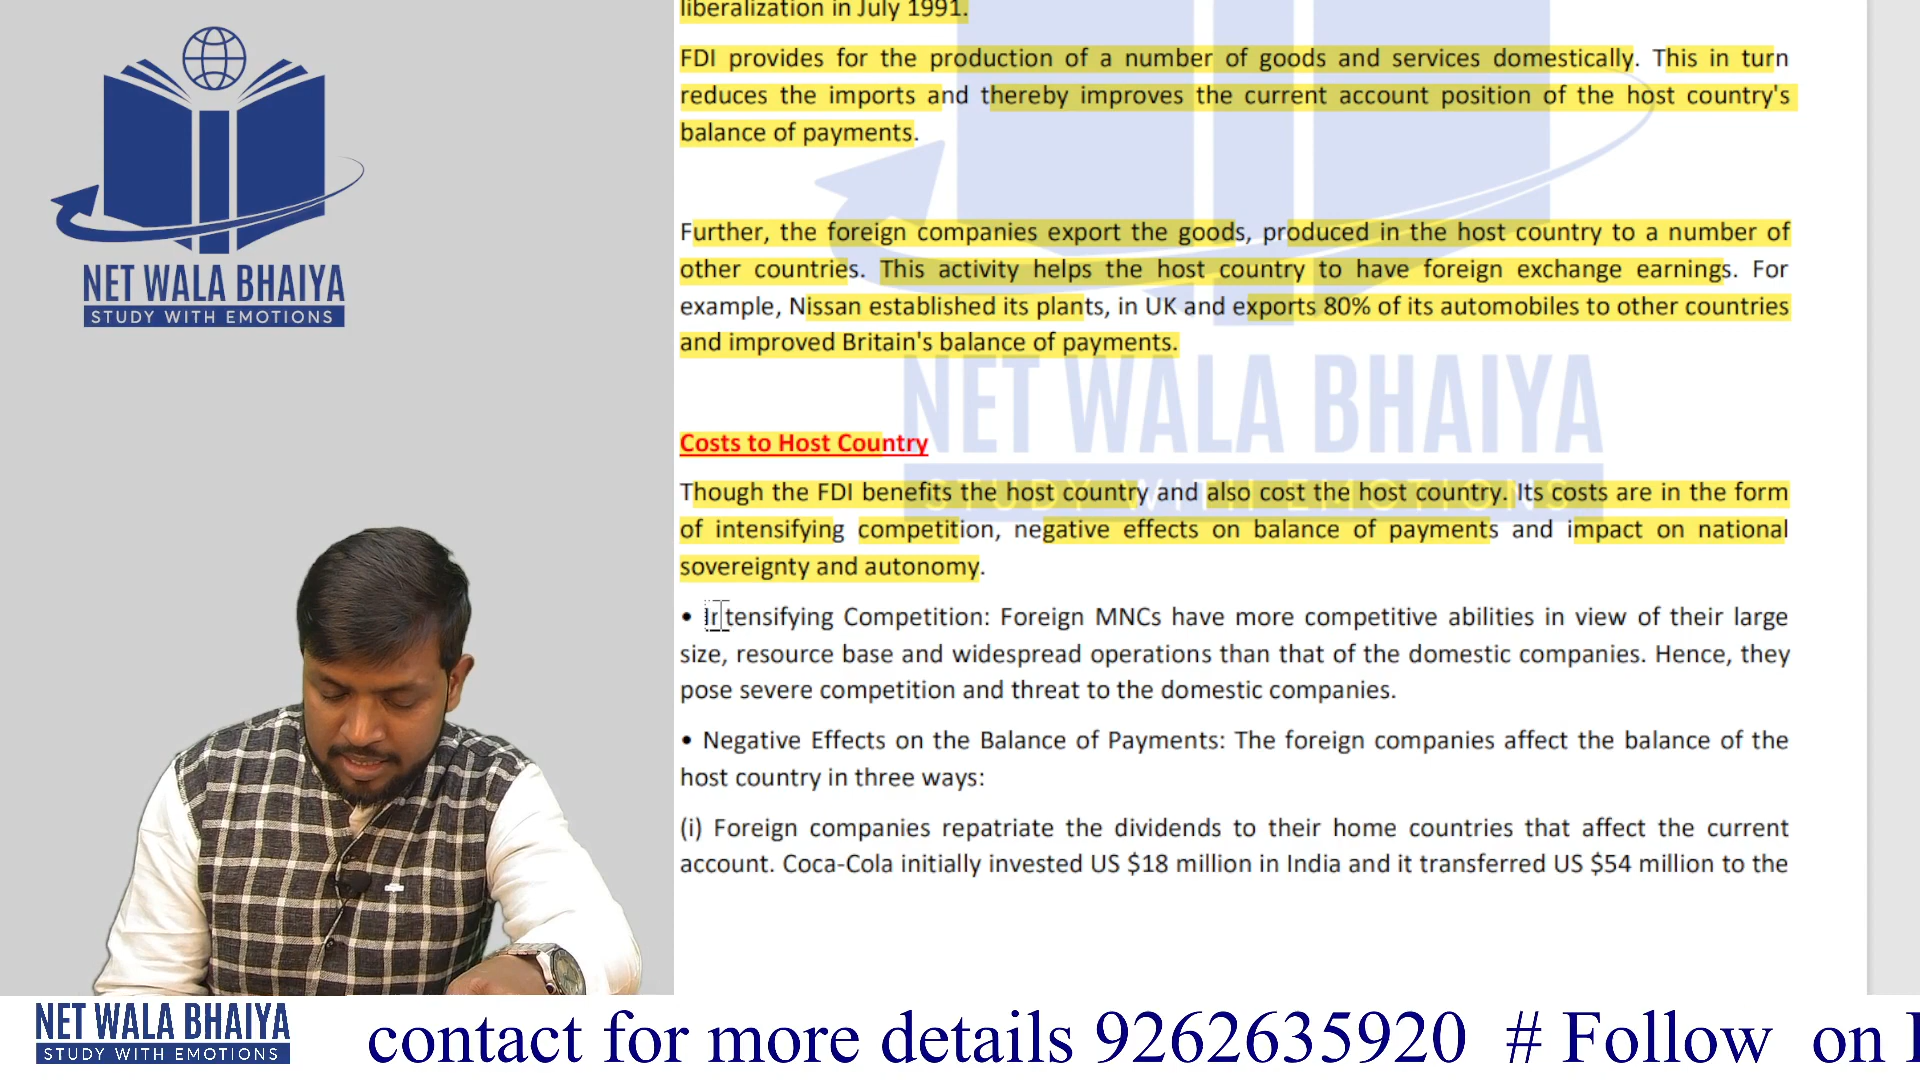 liberalization in July 1991.
FDI provides for the production of a number of goods and services domestically. This in turn
reduces the imports and thereby improves the current account position of the host country's
balance of payments.
Further, the foreign companies export the goods, produced in the host country to a number of
other countries. This activity helps the host country to have foreign exchange earnings. For
example, Nissan established its plants, in UK and exports 80% of its automobiles to other countries
and improved Britain's balance of payments.
NET WALA BHAIYA
STUDY WITH EMOTIONS
NET WALA BHAIYA
STUDY WITH EMOTIONS
Costs to Host Country
Though the FDI benefits the host country and also cost the host country. Its costs are in the form
of intensifying competition, negative effects on balance of payments and impact on national
sovereignty and autonomy.
• Intensifying Competition: Foreign MNCs have more competitive abilities in view of their large
size, resource base and widespread operations than that of the domestic companies. Hence, they
pose severe competition and threat to the domestic companies.
• Negative Effects on the Balance of Payments: The foreign companies affect the balance of the
host country in three ways:
(i) Foreign companies repatriate the dividends to their home countries that affect the current
account. Coca-Cola initially invested US $18 million in India and it transferred US $54 million to the
NET WALA BHAIYA
STUDY WITH EMOTIONS
contact for more details 9262635920 # Follow on